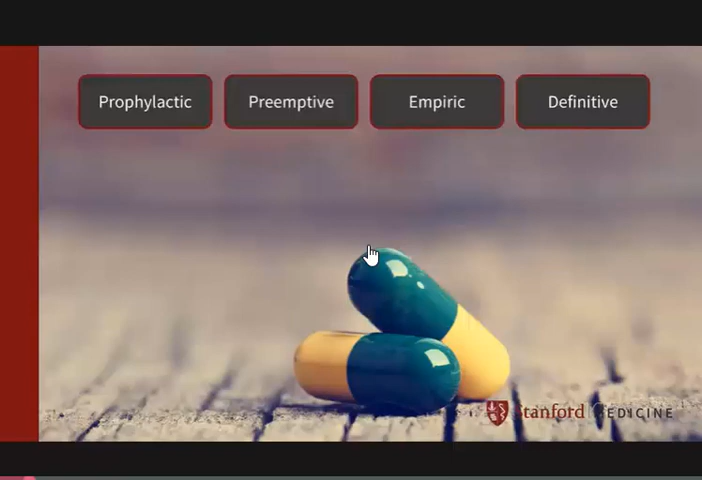 Prophylactic
Preemptive
Empiric
Definitive
Stanford MEDICINE